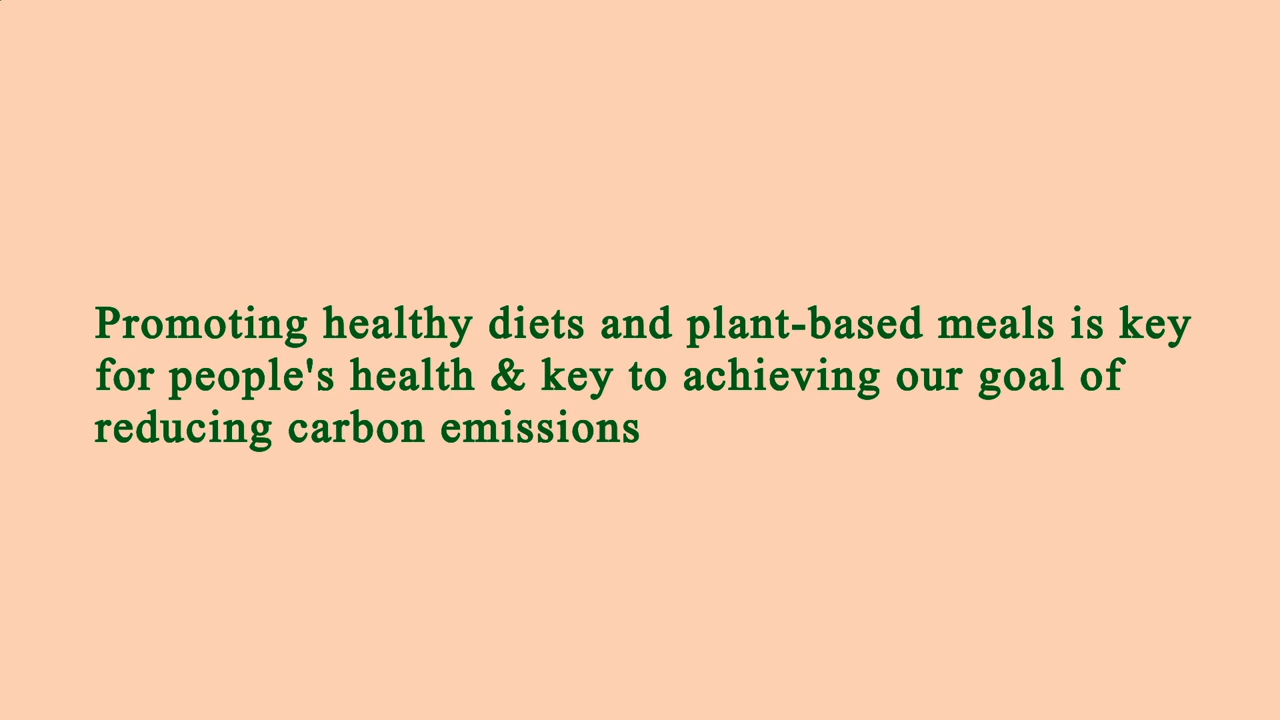 Promoting healthy diets and plant-based meals is key
for people's health & key to achieving our goal of
reducing carbon emissions